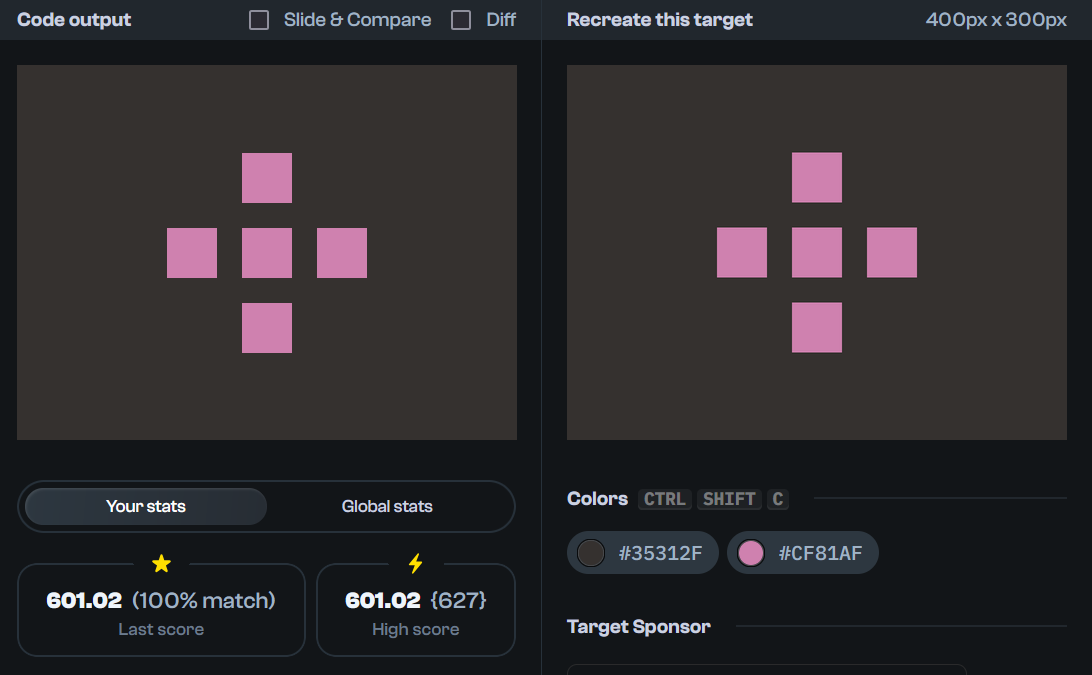 Code output
Slide & Compare
Diff
Recreate this target
400px x 300px
Your stats
Global stats
601.02 (100% match)
Last score
601.02 {627}
High score
Colors CTRL SHIFT C
#35312F
#CF81AF
Target Sponsor